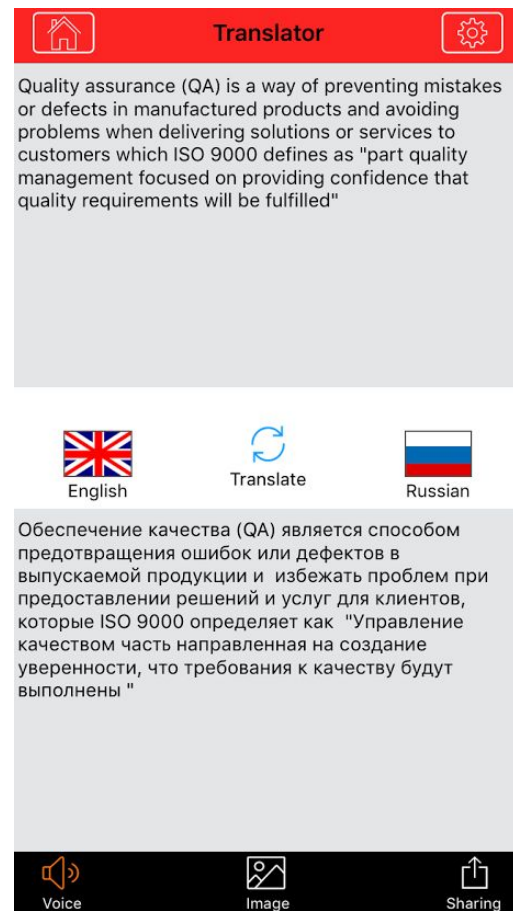 Translator
Quality assurance (QA) is a way of preventing mistakes
or defects in manufactured products and avoiding
problems when delivering solutions or services to
customers which ISO 9000 defines as "part quality
management focused on providing confidence that
quality requirements will be fulfilled"
English
Translate
Russian
Обеспечение качества (QA) является способом
предотвращения ошибок или дефектов в
выпускаемой продукции и  избежать проблем при
предоставлении решений и услуг для клиентов,
которые ISO 9000 определяет как  "Управление
качеством часть направленная на создание
уверенности, что требования к качеству будут
выполнены "
Voice
Image
Sharing